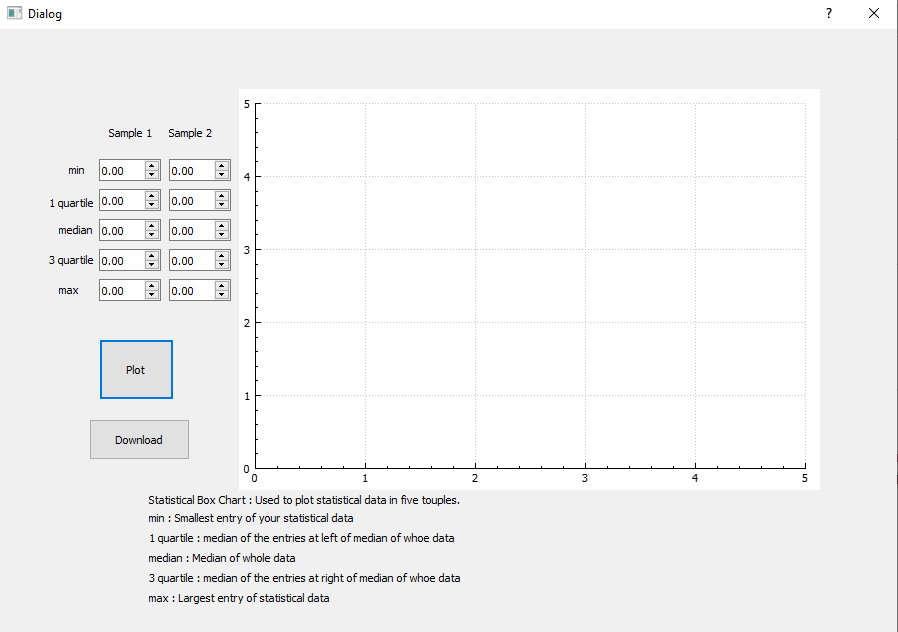 Dialog
?
Sample 1 Sample 2
min 0.00 0.00
1 quartile 0.00 0.00
median 0.00 0.00
3 quartile 0.00 0.00
max 0.00 0.00
Plot
Download
5
4
3
2
1
0
0 1 2 3 4 5
Statistical Box Chart : Used to plot statistical data in five touples.
min : Smallest entry of your statistical data
1 quartile : median of the entries at left of median of whoe data
median : Median of whole data
3 quartile : median of the entries at right of median of whoe data
max : Largest entry of statistical data